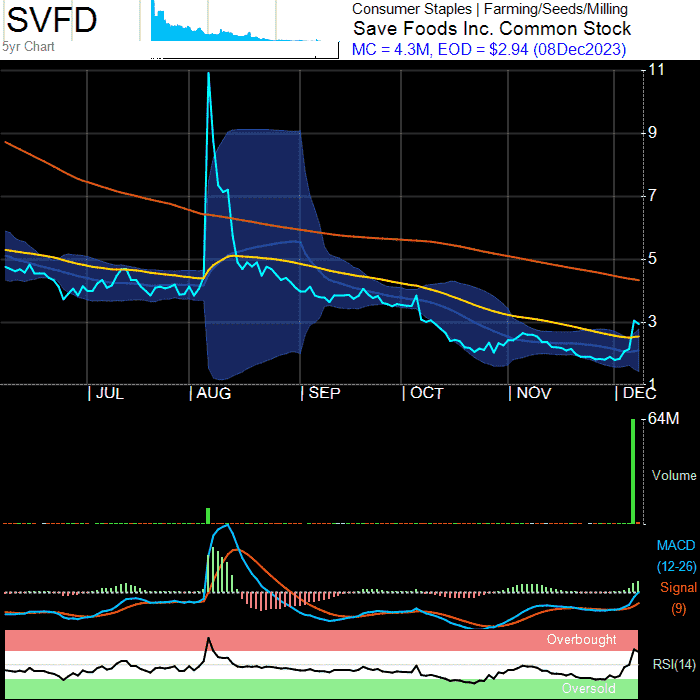 SVFD
5yr Chart
Consumer Staples | Farming/Seeds/Milling
Save Foods Inc. Common Stock
MC = 4.3M, EOD = $2.94 (08Dec2023)
11
9
7
5
3
1
JUL
AUG
SEP
OCT
NOV
DEC
64M
Volume
MACD
(12-26)
Signal
(9)
Overbought
RSI(14)
Oversold